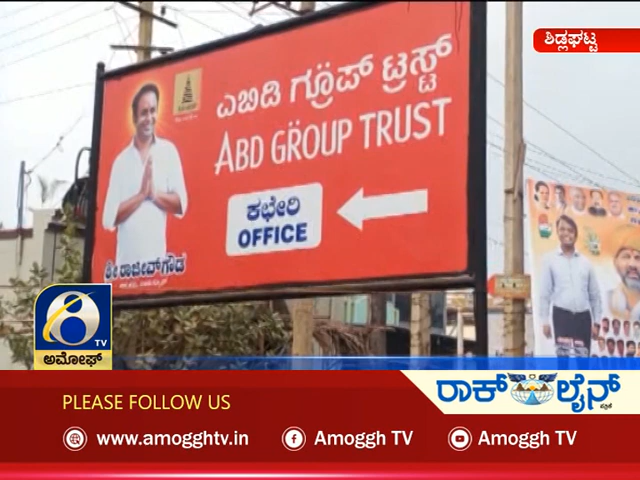 ಶಿಡ್ಲಘಟ್ಟ
ಎಬಿಡಿ ಗ್ರೂಪ್ ಟ್ರಸ್ಟ್
ABD GROUP TRUST
ಕಛೇರಿ
OFFICE
ಶ್ರೀ ರಾಜೀವ್‌ಗೌಡ
TV
ಅಮೋಘ್
ರಾಕ್ ಲೈನ್
PLEASE FOLLOW US
www.amogghtv.in
Amoggh TV
Amoggh TV